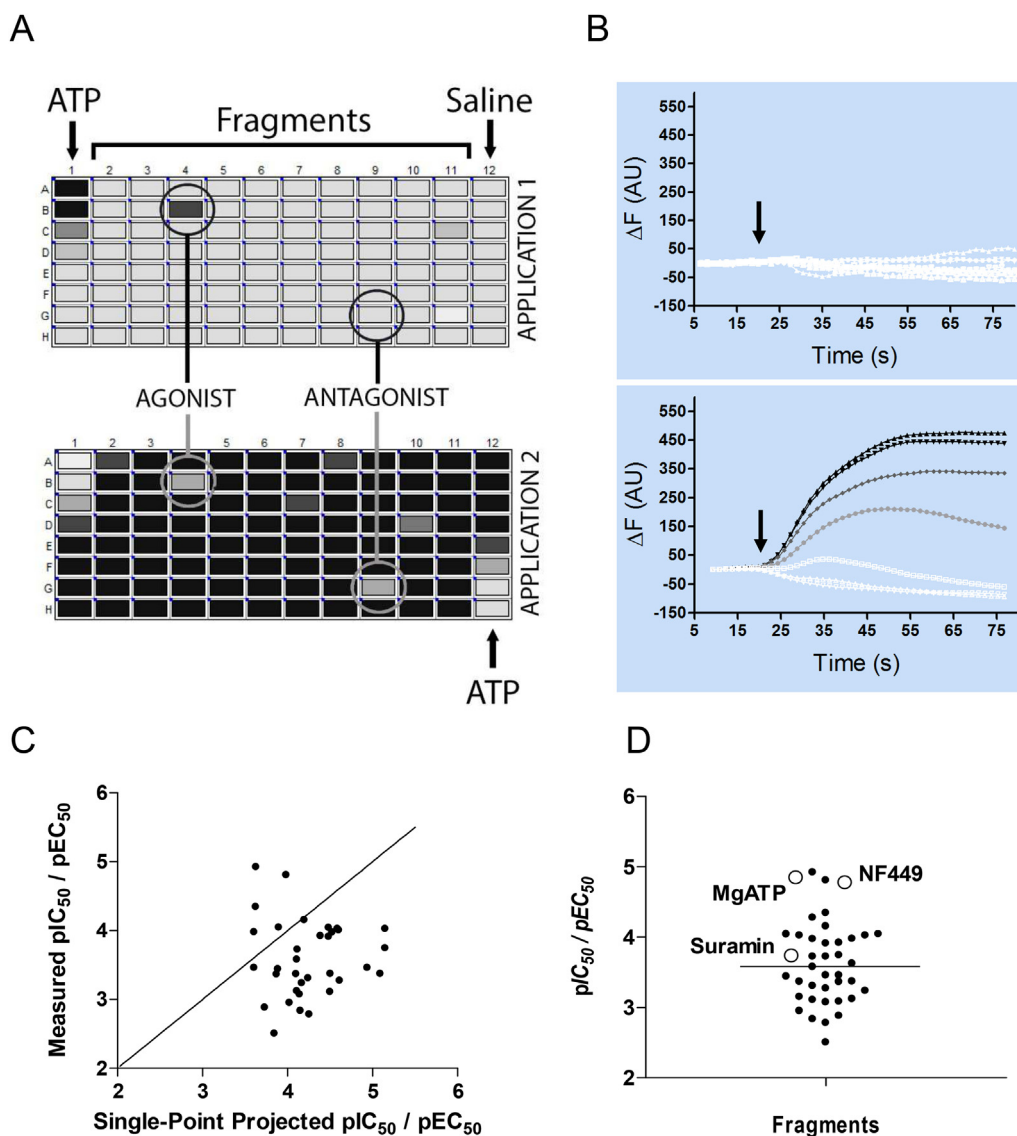 A
ATP
Fragments
Saline
1 2 3 4 5 6 7 8 9 10 11 12
A
B
C
D
E
F
G
H
APPLICATION 1
AGONIST
ANTAGONIST
1 2 3 5 6 7 8 10 11 12
A
B
C
D
E
F
G
H
APPLICATION 2
ATP
B
ΔF (AU)
550
450
350
250
150
50
-50
-150
5 15 25 35 45 55 65 75
Time (s)
ΔF (AU)
550
450
350
250
150
50
-50
-150
5 15 25 35 45 55 65 75
Time (s)
C
Measured pIC50 / pEC50
6
5
4
3
2
2 3 4 5 6
Single-Point Projected pIC50 / pEC50
D
pIC50 / pEC50
6
5
4
3
2
MgATP
NF449
Suramin
Fragments